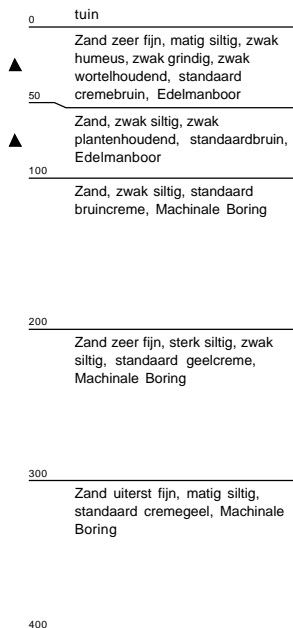 0 tuin
Zand zeer fijn, matig siltig, zwak
humeus, zwak grindig, zwak
wortelhoudend, standaard
cremebruin, Edelmanboor
50
Zand, zwak siltig, zwak
plantenhoudend, standaardbruin,
Edelmanboor
100
Zand, zwak siltig, standaard
bruincreme, Machinale Boring
200
Zand zeer fijn, sterk siltig, zwak
siltig, standaard geelcreme,
Machinale Boring
300
Zand uiterst fijn, matig siltig,
standaard cremegeel, Machinale
Boring
400